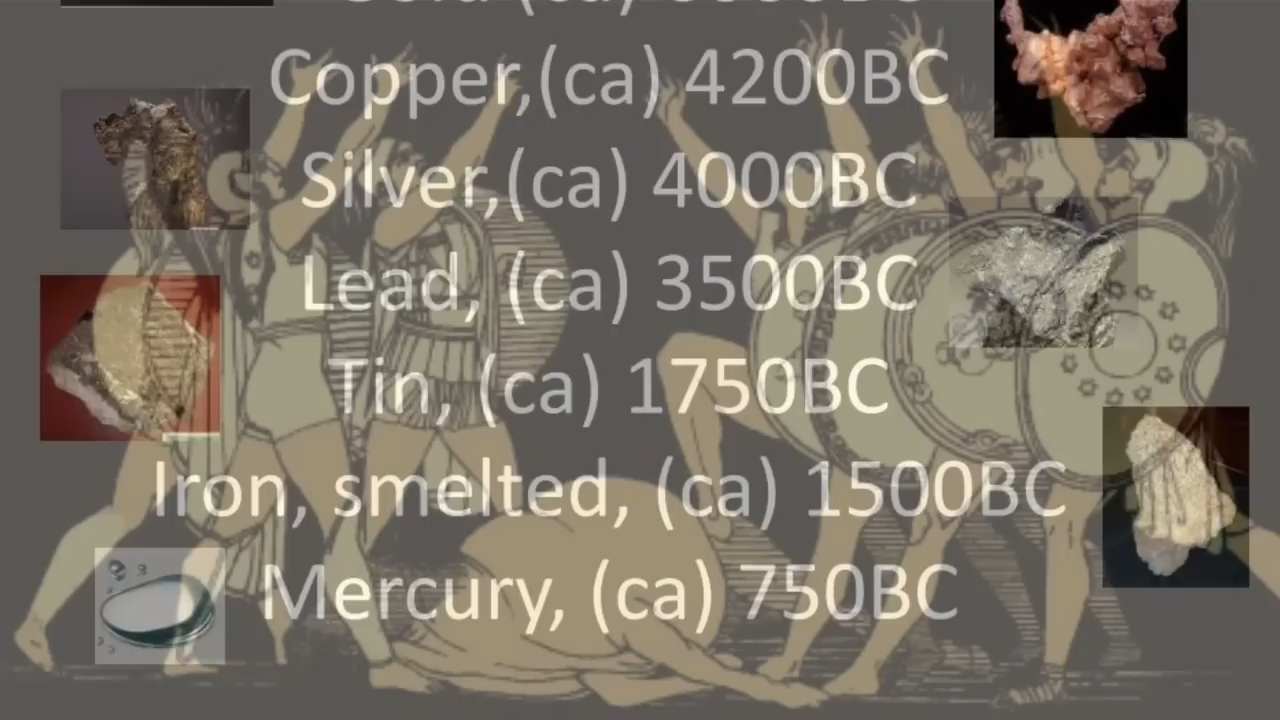 Copper,(ca) 4200BC
Silver,(ca) 4000BC
Lead, (ca) 3500BC
Tin, (ca) 1750BC
Iron, smelted, (ca) 1500BC
Mercury, (ca) 750BC